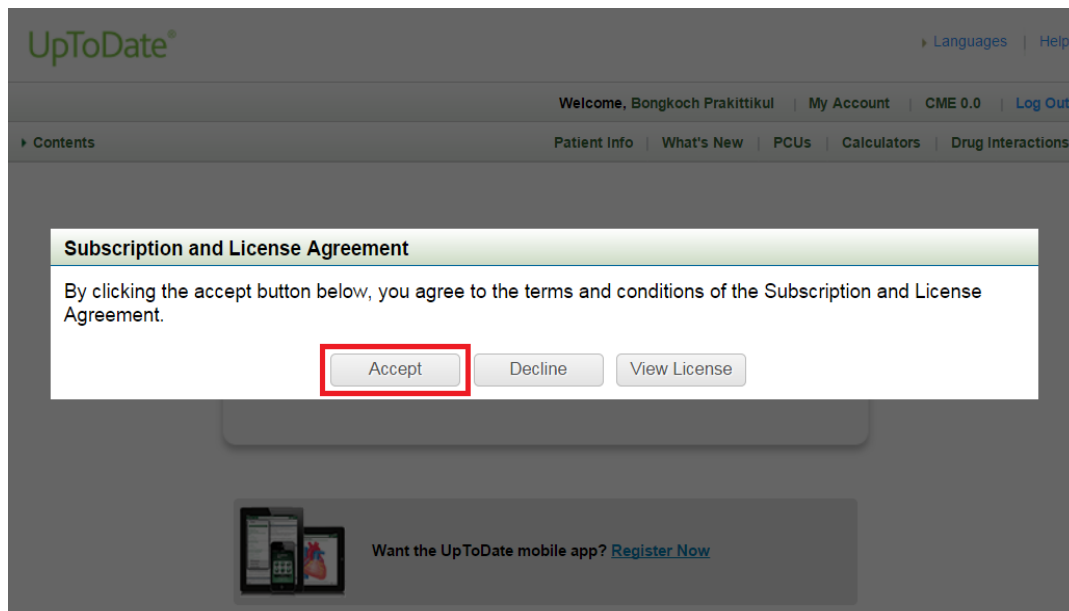 UpToDate®
Languages | Help
Welcome, Bongkoch Prakittikul | My Account | CME 0.0 | Log Out
Contents
Patient Info | What's New | PCUs | Calculators | Drug Interactions
Subscription and License Agreement
By clicking the accept button below, you agree to the terms and conditions of the Subscription and License
Agreement.
Accept Decline View License
Want the UpToDate mobile app? Register Now